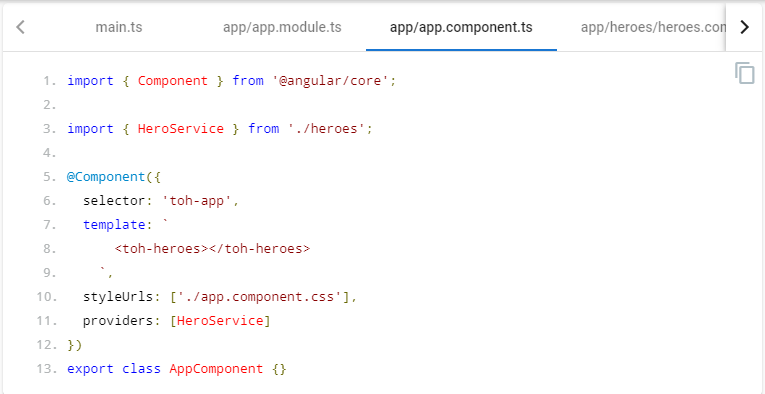 main.ts app/app.module.ts app/app.component.ts app/heroes/heroes.con
1. import { Component } from '@angular/core';
2.
3. import { HeroService } from './heroes';
4.
5. @Component({
6.   selector: 'toh-app',
7.   template: `
8.       <toh-heroes></toh-heroes>
9.     `,
10.   styleUrls: ['./app.component.css'],
11.   providers: [HeroService]
12. })
13. export class AppComponent {}